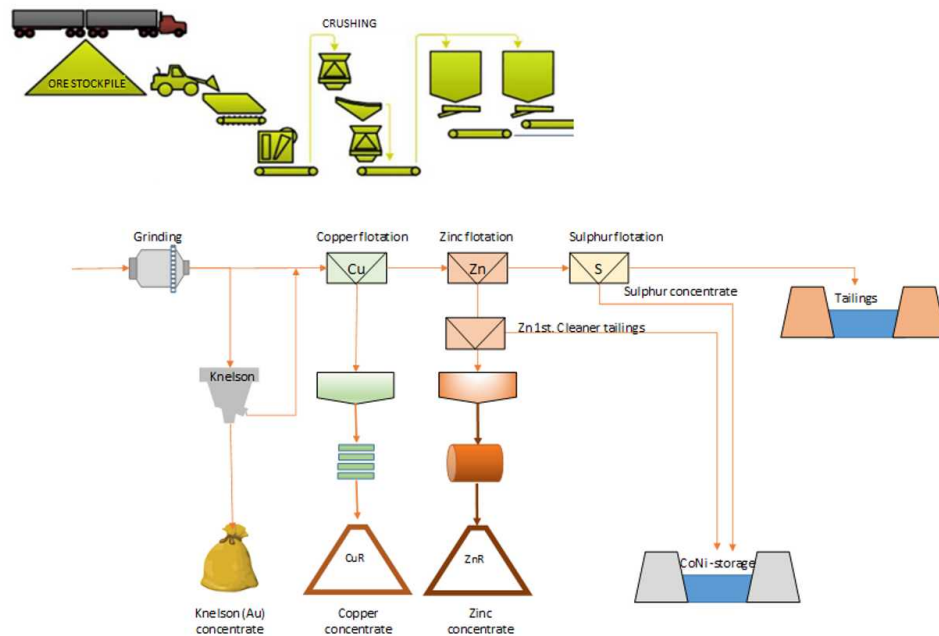 CRUSHING
ORE STOCKPILE
Grinding
Copper flotation
Zinc flotation
Sulphur flotation
Cu
Zn
S
Sulphur concentrate
Tailings
Zn 1st. Cleaner tailings
Knelson
CuR
ZnR
CoNi-storage
Knelson (Au)
concentrate
Copper
concentrate
Zinc
concentrate